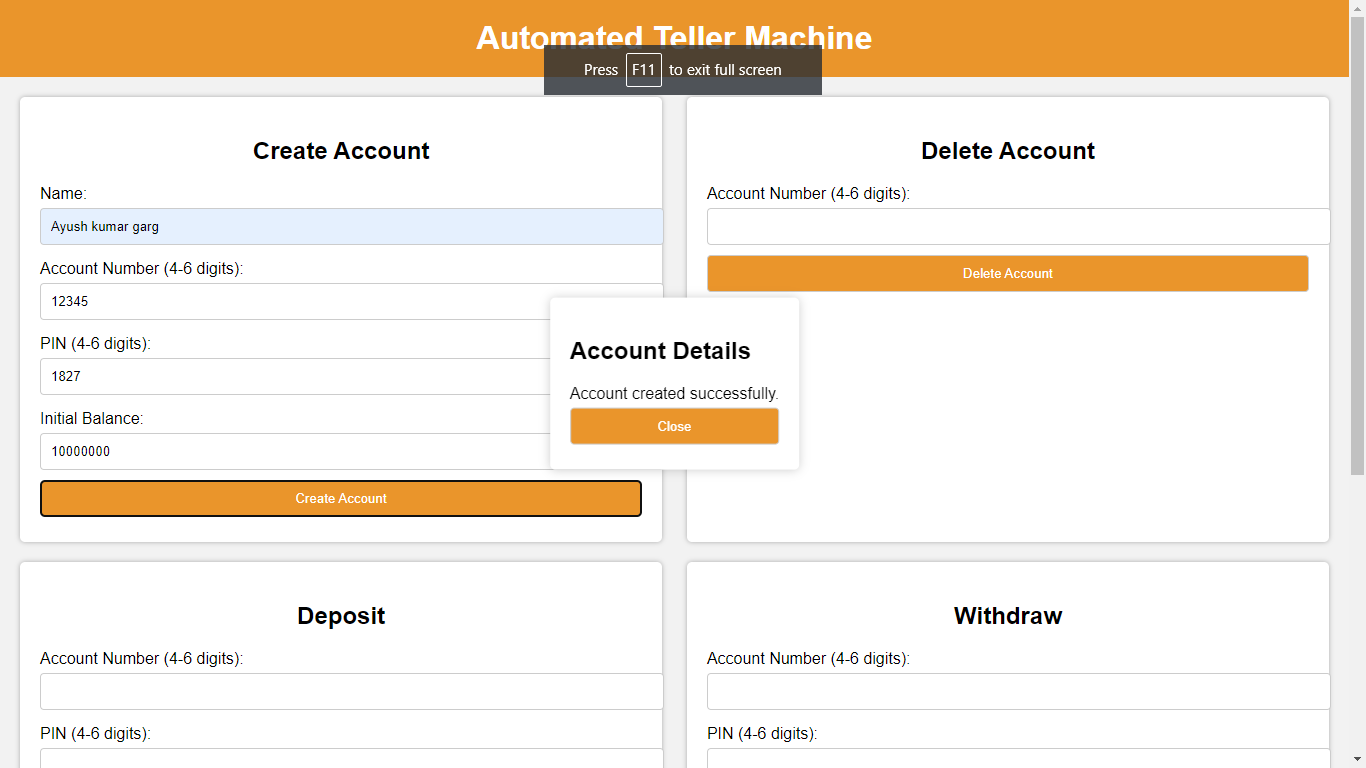 Automated Teller Machine
Press F11 to exit full screen
Create Account
Name:
Ayush kumar garg
Account Number (4-6 digits):
12345
PIN (4-6 digits):
1827
Initial Balance:
10000000
Create Account
Delete Account
Account Number (4-6 digits):
Delete Account
Account Details
Account created successfully.
Close
Deposit
Account Number (4-6 digits):
PIN (4-6 digits):
Withdraw
Account Number (4-6 digits):
PIN (4-6 digits):